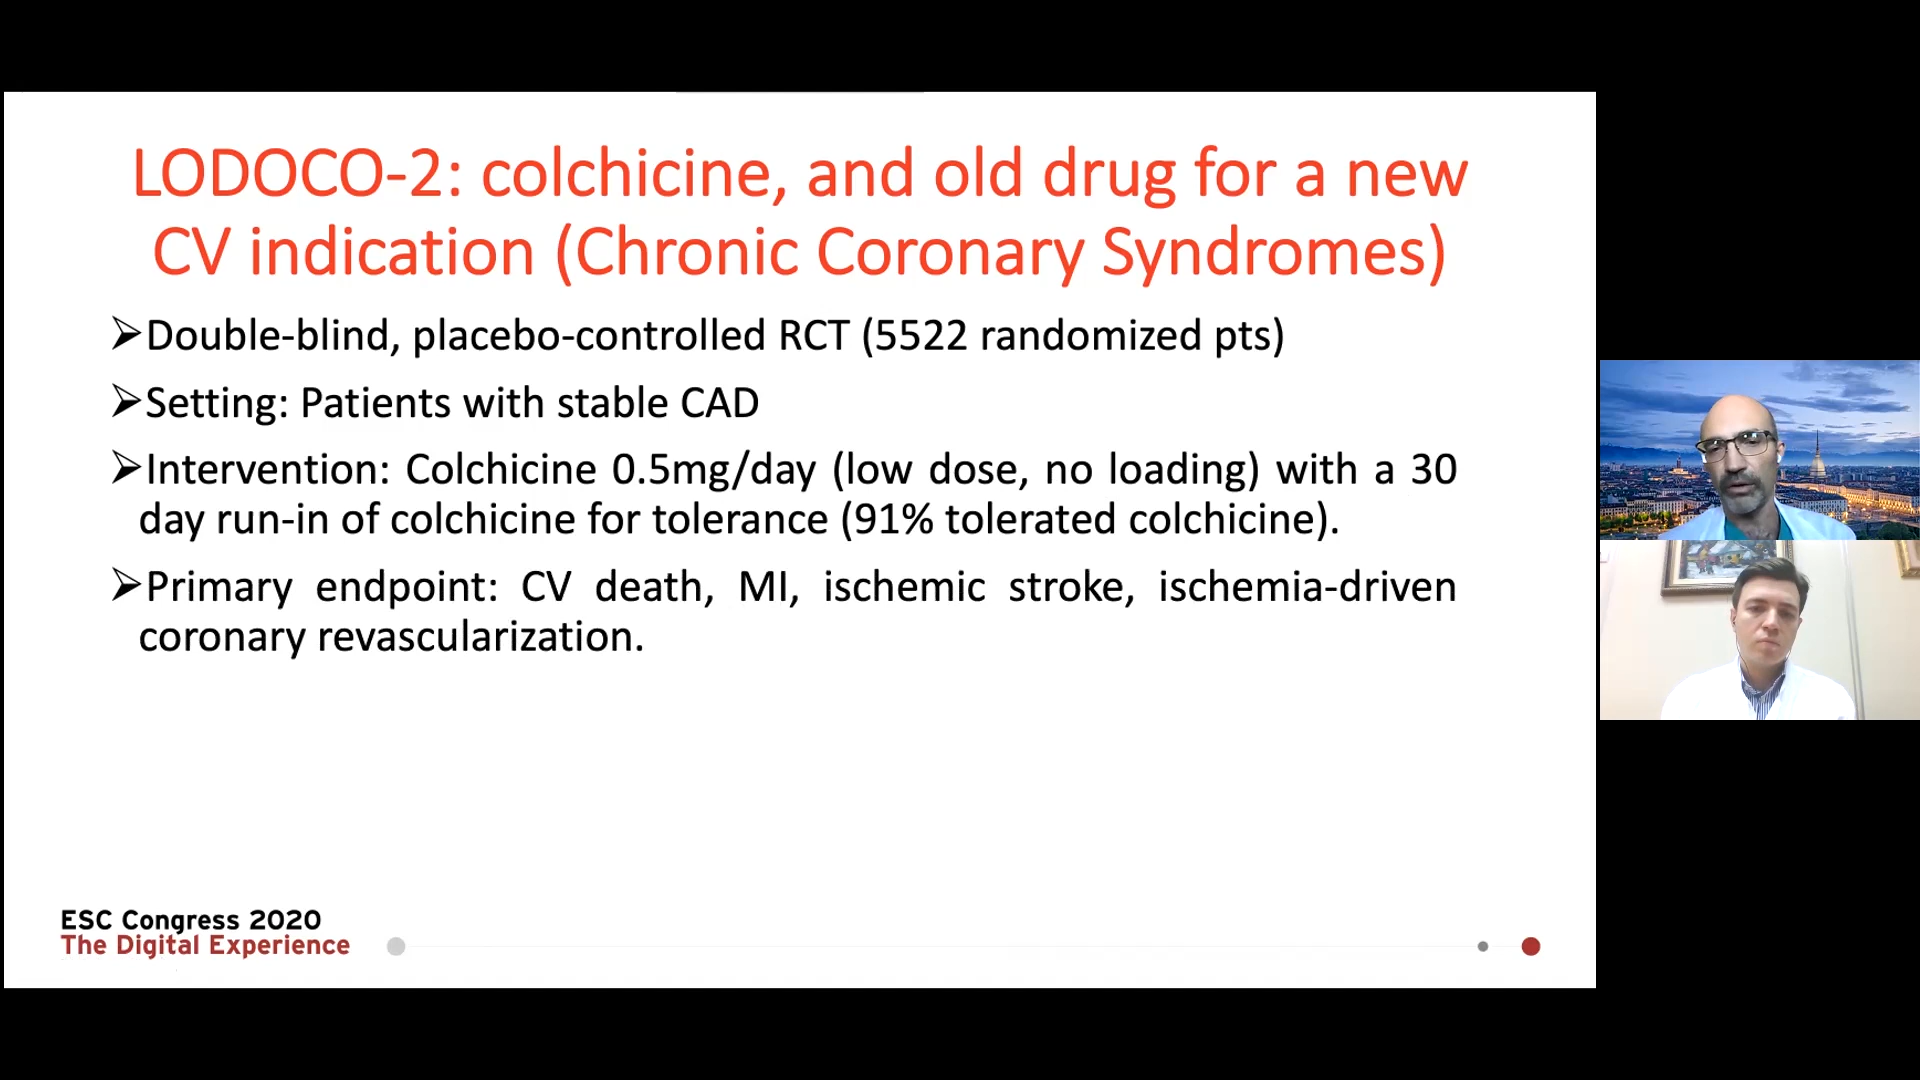 LODOCO-2: colchicine, and old drug for a new
CV indication (Chronic Coronary Syndromes)
➢Double-blind, placebo-controlled RCT (5522 randomized pts)
➢Setting: Patients with stable CAD
➢Intervention: Colchicine 0.5mg/day (low dose, no loading) with a 30
day run-in of colchicine for tolerance (91% tolerated colchicine).
➢Primary endpoint: CV death, MI, ischemic stroke, ischemia-driven
coronary revascularization.
ESC Congress 2020
The Digital Experience